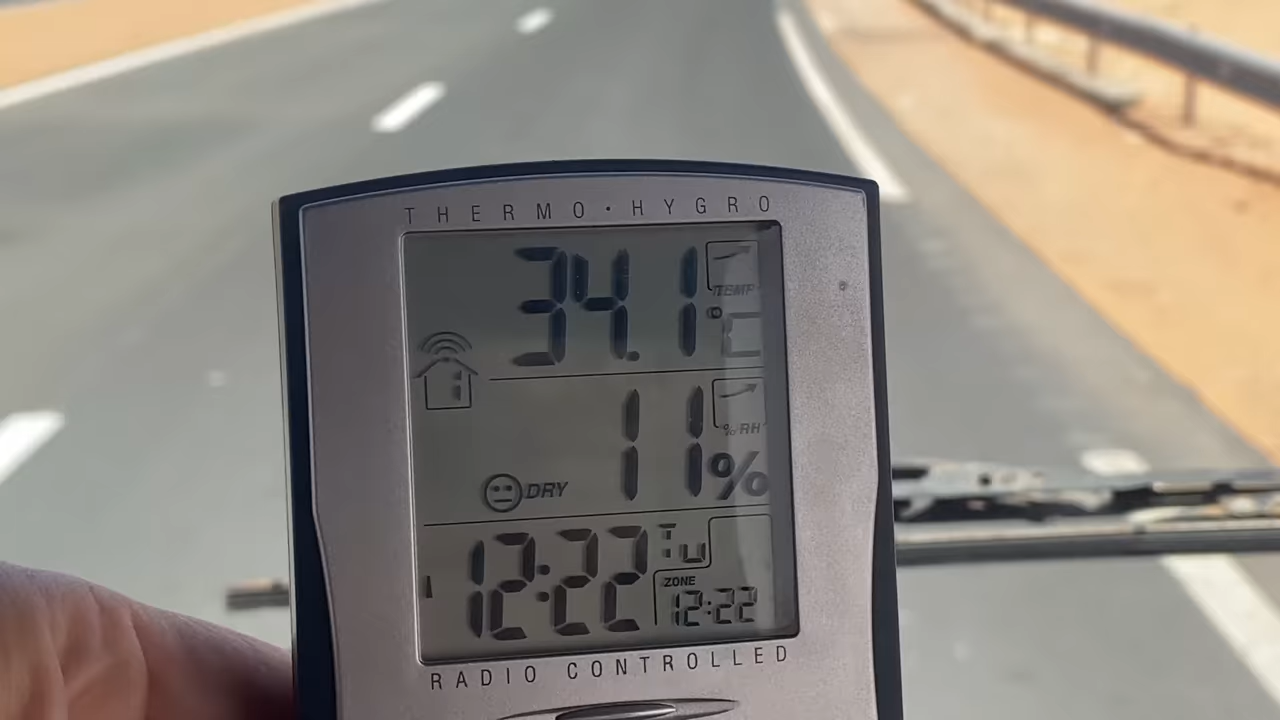 THERMO·HYGRO
34.1 °C
TEMP
11 %
%RH
DRY
12:22 Tu
ZONE
12:22
RADIO CONTROLLED